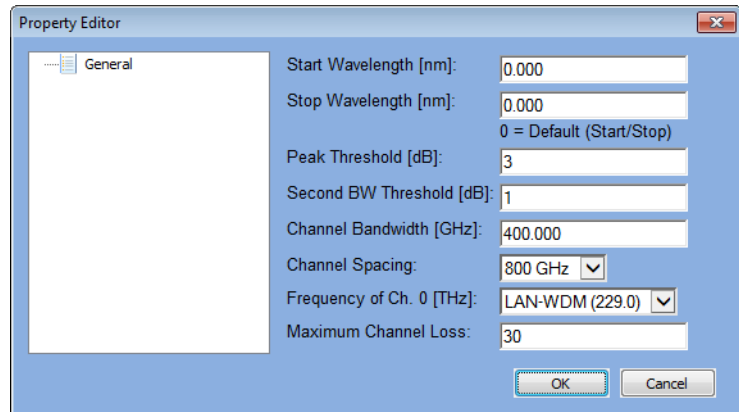 Property Editor
General
Start Wavelength [nm]: 0.000
Stop Wavelength [nm]: 0.000
0 = Default (Start/Stop)
Peak Threshold [dB]: 3
Second BW Threshold [dB]: 1
Channel Bandwidth [GHz]: 400.000
Channel Spacing: 800 GHz
Frequency of Ch. 0 [THz]: LAN-WDM (229.0)
Maximum Channel Loss: 30
OK Cancel